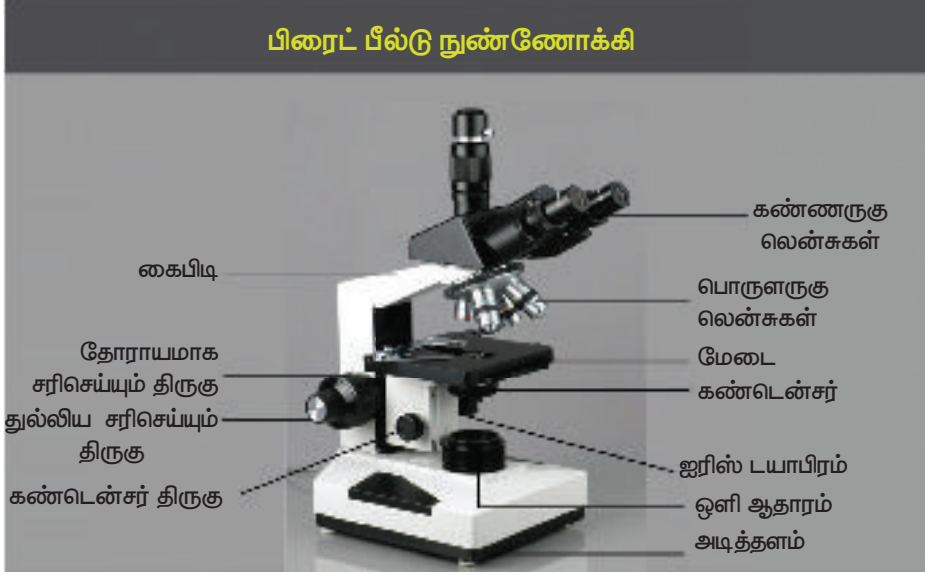 பிரைட் பீல்டு நுண்ணோக்கி
கண்ணருகு
லென்சுகள்
கைபிடி
பொருளருகு
லென்சுகள்
தோராயமாக
சரிசெய்யும் திருகு
மேடை
கண்டென்சர்
துல்லிய சரிசெய்யும்
திருகு
கண்டென்சர் திருகு
ஐரிஸ் டயாபிரம்
ஒளி ஆதாரம்
அடித்தளம்